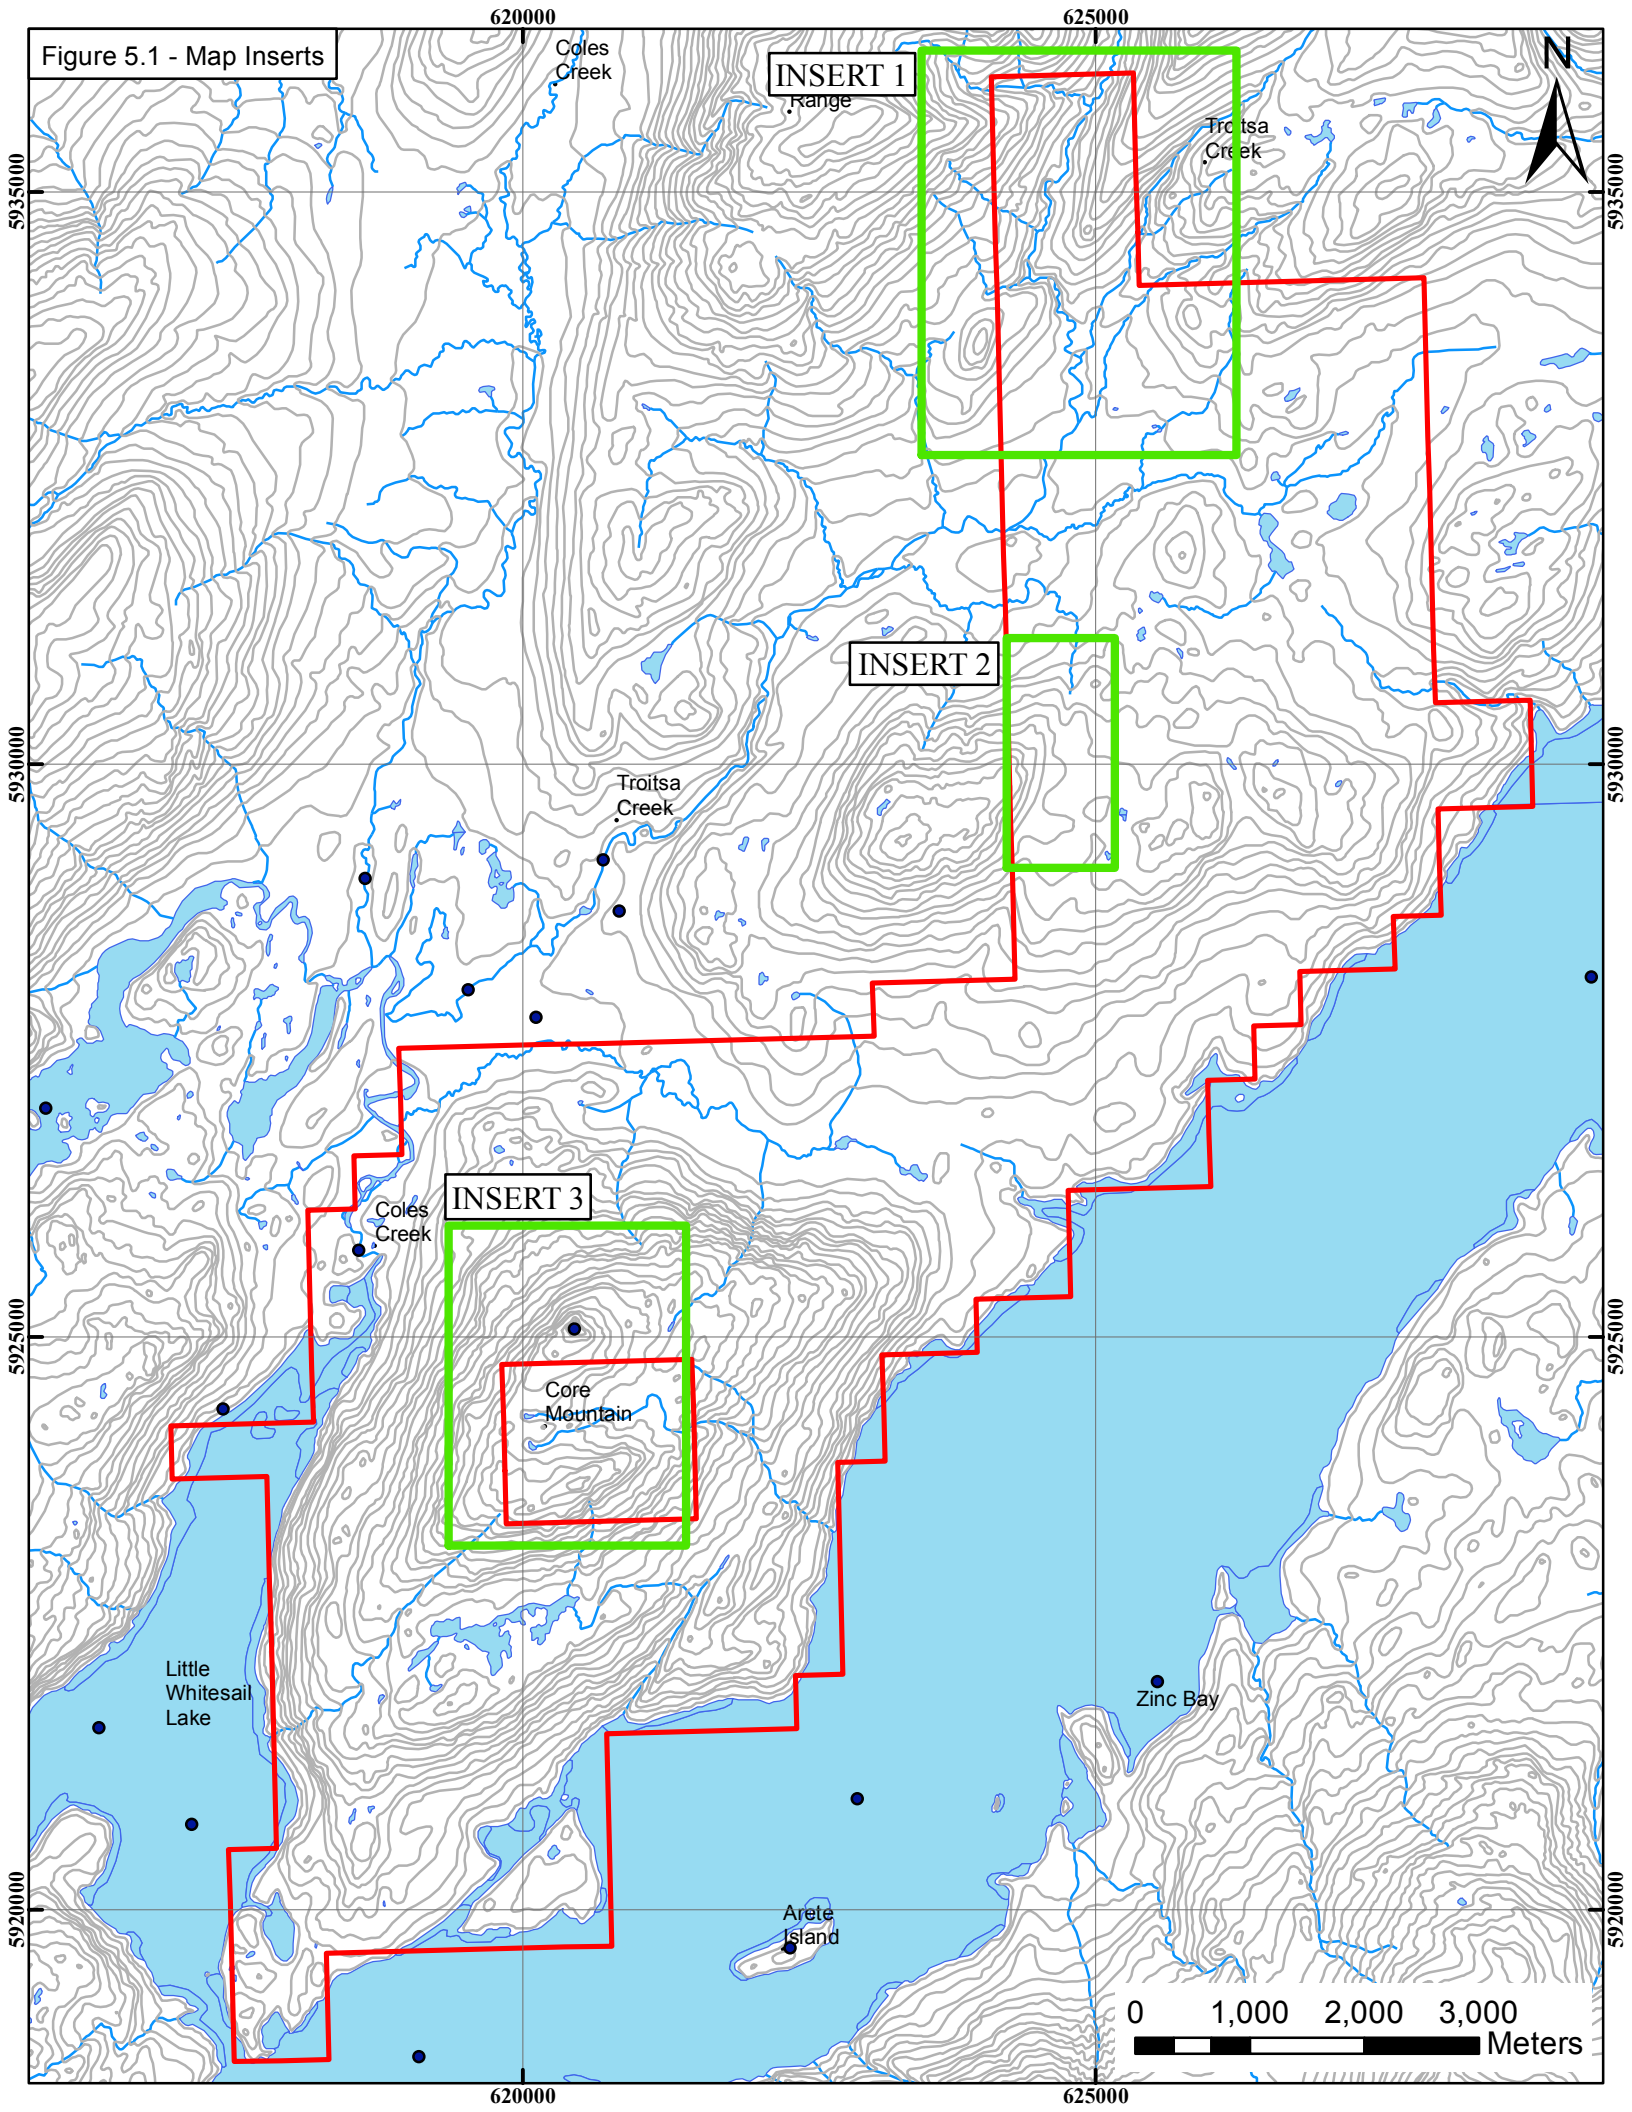 620000
625000
Figure 5.1 - Map Inserts
Coles
Creek
INSERT 1
Range
N
Troitsa
Creek
5935000
5935000
INSERT 2
5930000
5930000
Troitsa
Creek
INSERT 3
Coles
Creek
5925000
5925000
Core
Mountain
Little
Whitesail
Lake
Zinc Bay
Arete
Island
5920000
5920000
0 1,000 2,000 3,000
Meters
620000
625000